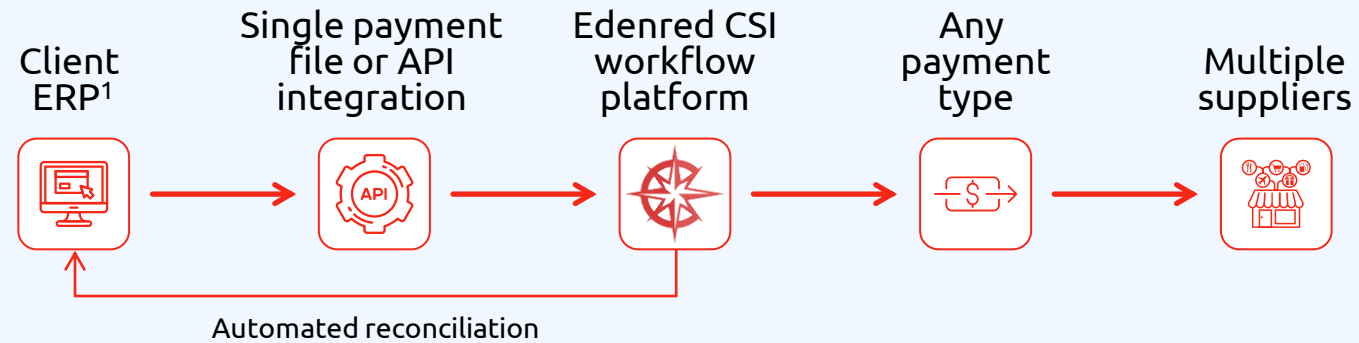 Client
ERP¹
Single payment
file or API
integration
Edenred CSI
workflow
platform
Any
payment
type
Multiple
suppliers
API
$
Automated reconciliation